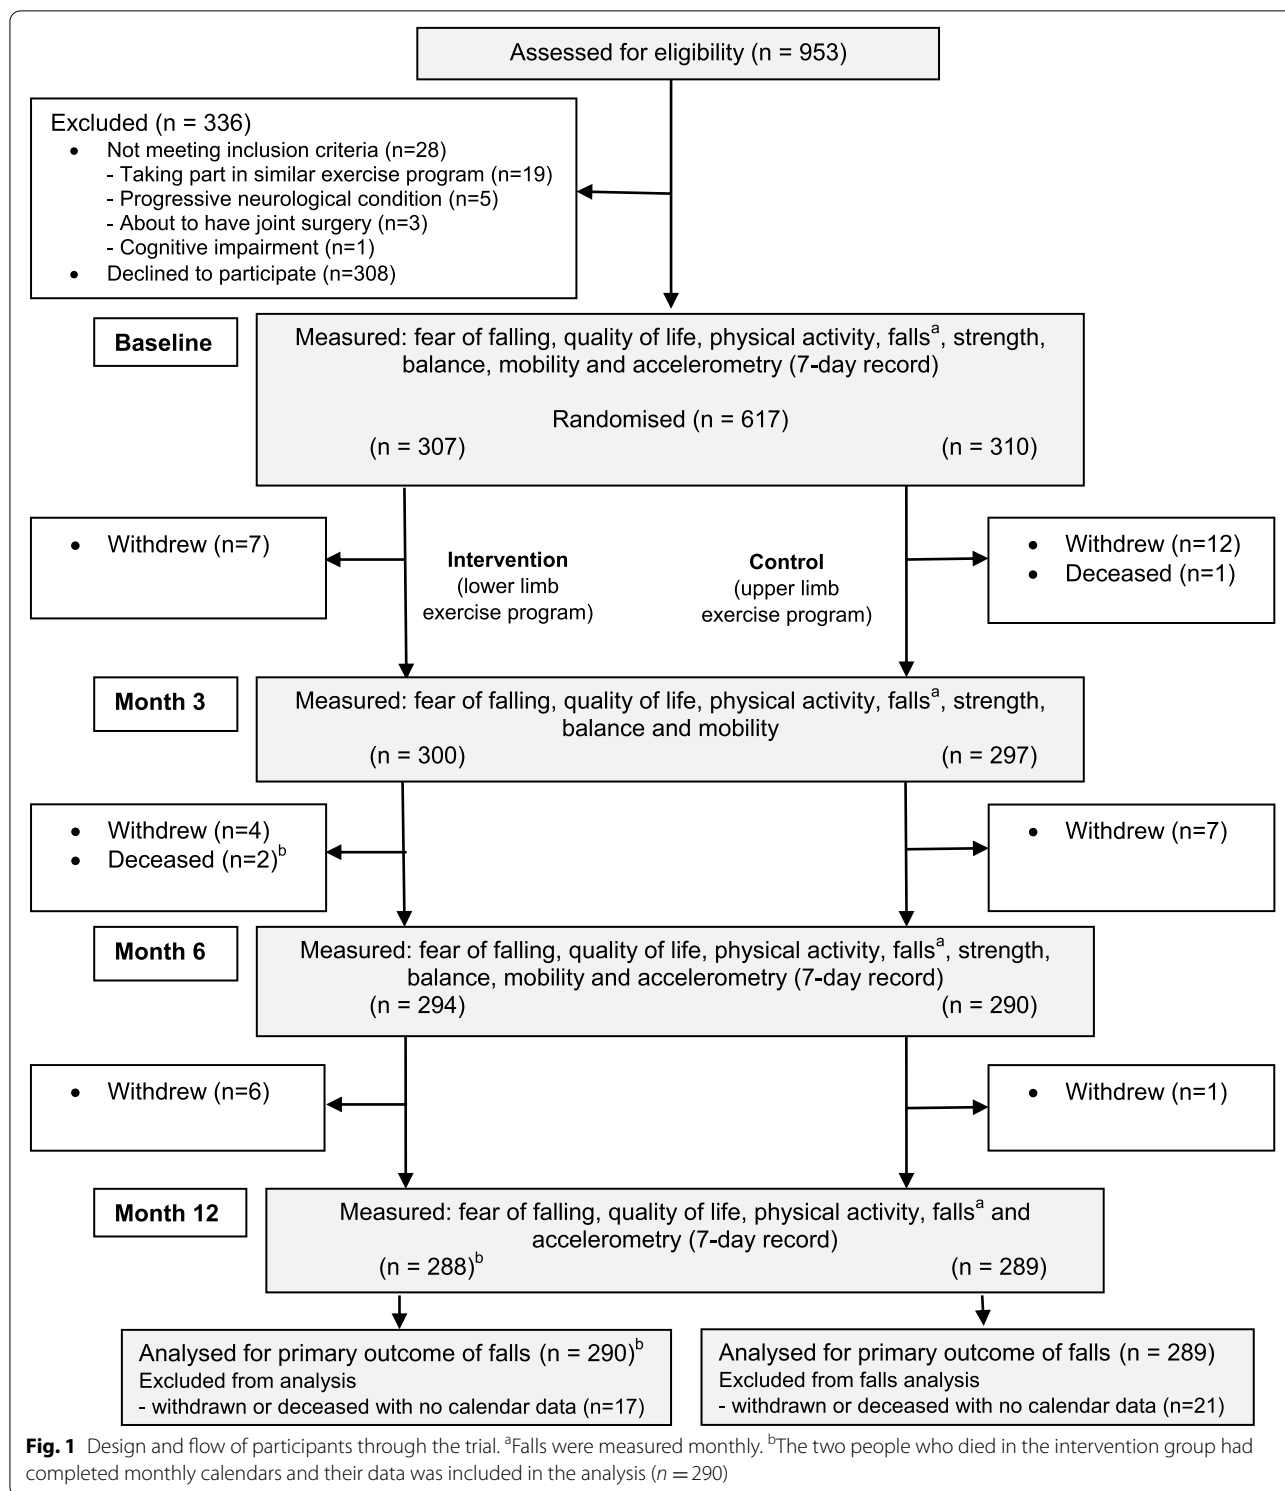 Assessed for eligibility (n = 953)
Excluded (n = 336)
• Not meeting inclusion criteria (n=28)
- Taking part in similar exercise program (n=19)
- Progressive neurological condition (n=5)
- About to have joint surgery (n=3)
- Cognitive impairment (n=1)
• Declined to participate (n=308)
Baseline
Measured: fear of falling, quality of life, physical activity, falls^a, strength,
balance, mobility and accelerometry (7-day record)
Randomised (n = 617)
(n = 307) (n = 310)
• Withdrew (n=7)
Intervention
(lower limb
exercise program)
Control
(upper limb
exercise program)
• Withdrew (n=12)
• Deceased (n=1)
Month 3
Measured: fear of falling, quality of life, physical activity, falls^a, strength,
balance and mobility
(n = 300) (n = 297)
• Withdrew (n=4)
• Deceased (n=2)^b
• Withdrew (n=7)
Month 6
Measured: fear of falling, quality of life, physical activity, falls^a, strength,
balance, mobility and accelerometry (7-day record)
(n = 294) (n = 290)
• Withdrew (n=6)
• Withdrew (n=1)
Month 12
Measured: fear of falling, quality of life, physical activity, falls^a and
accelerometry (7-day record)
(n = 288)^b (n = 289)
Analysed for primary outcome of falls (n = 290)^b
Excluded from analysis
- withdrawn or deceased with no calendar data (n=17)
Analysed for primary outcome of falls (n = 289)
Excluded from falls analysis
- withdrawn or deceased with no calendar data (n=21)
Fig. 1 Design and flow of participants through the trial. ^aFalls were measured monthly. ^bThe two people who died in the intervention group had
completed monthly calendars and their data was included in the analysis (n = 290)